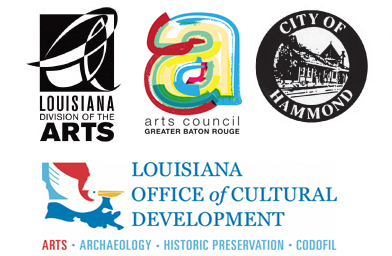 LOUISIANA
DIVISION OF THE
ARTS
arts council
GREATER BATON ROUGE
CITY OF
HAMMOND
LOUISIANA
OFFICE of CULTURAL
DEVELOPMENT
ARTS • ARCHAEOLOGY • HISTORIC PRESERVATION • CODOFIL